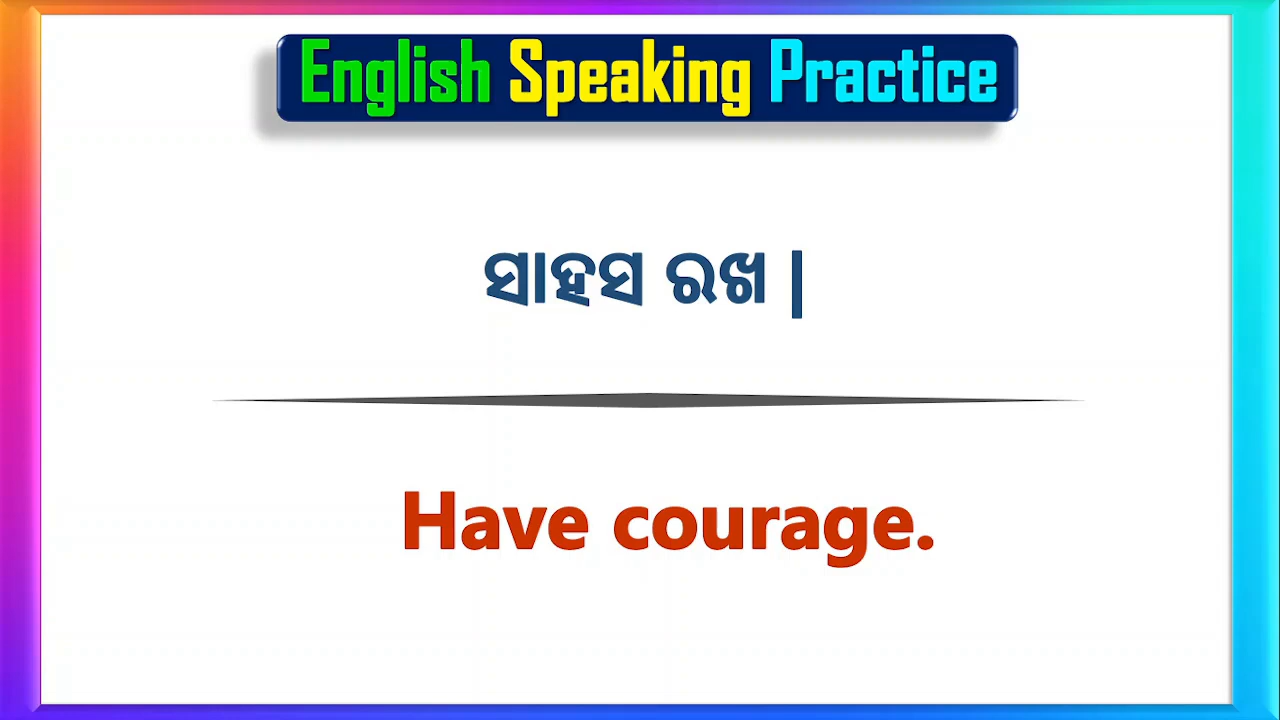 English Speaking Practice
ସାହସ ରଖ |
Have courage.